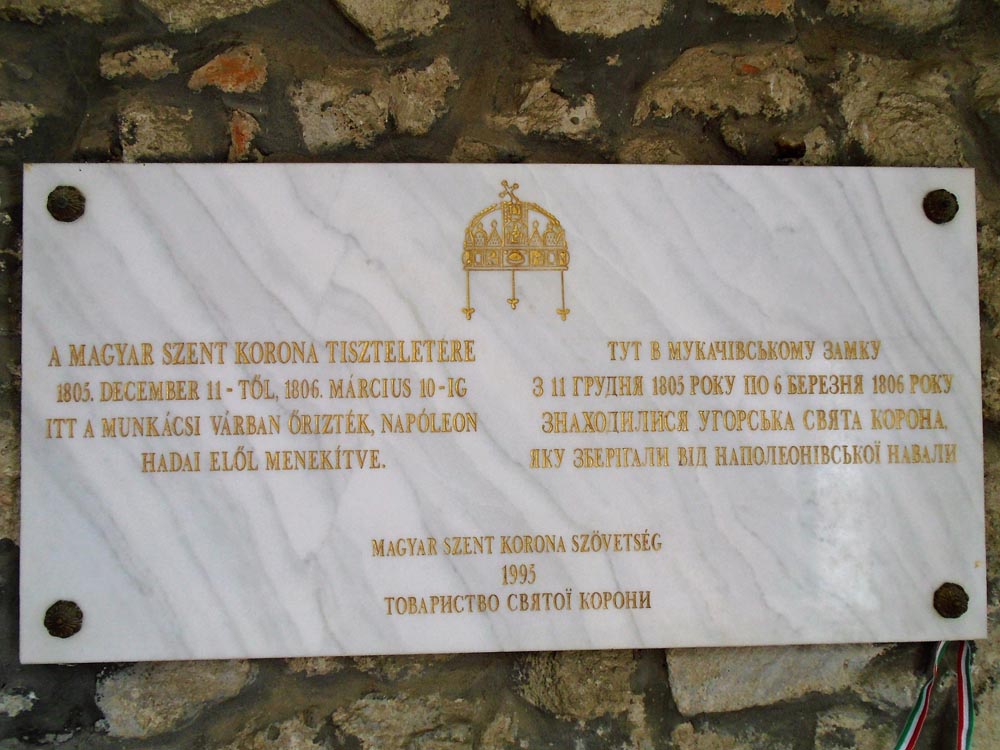 A MAGYAR SZENT KORONA TISZTELETÉRE
1805. DECEMBER 11 - TŐL, 1806. MÁRCIUS 10 -IG
ITT A MUNKÁCSI VÁRBAN ŐRIZTÉK, NAPÓLEON
HADAI ELŐL MENEKÍTVE.
ТУТ В МУКАЧІВСЬКОМУ ЗАМКУ
З 11 ГРУДНЯ 1805 РОКУ ПО 6 БЕРЕЗНЯ 1806 РОКУ
ЗНАХОДИЛИСЯ УГОРСЬКА СВЯТА КОРОНА,
ЯКУ ЗБЕРІГАЛИ ВІД НАПОЛЕОНІВСЬКОЇ НАВАЛИ
MAGYAR SZENT KORONA SZÖVETSÉG
1995
ТОВАРИСТВО СВЯТОЇ КОРОНИ